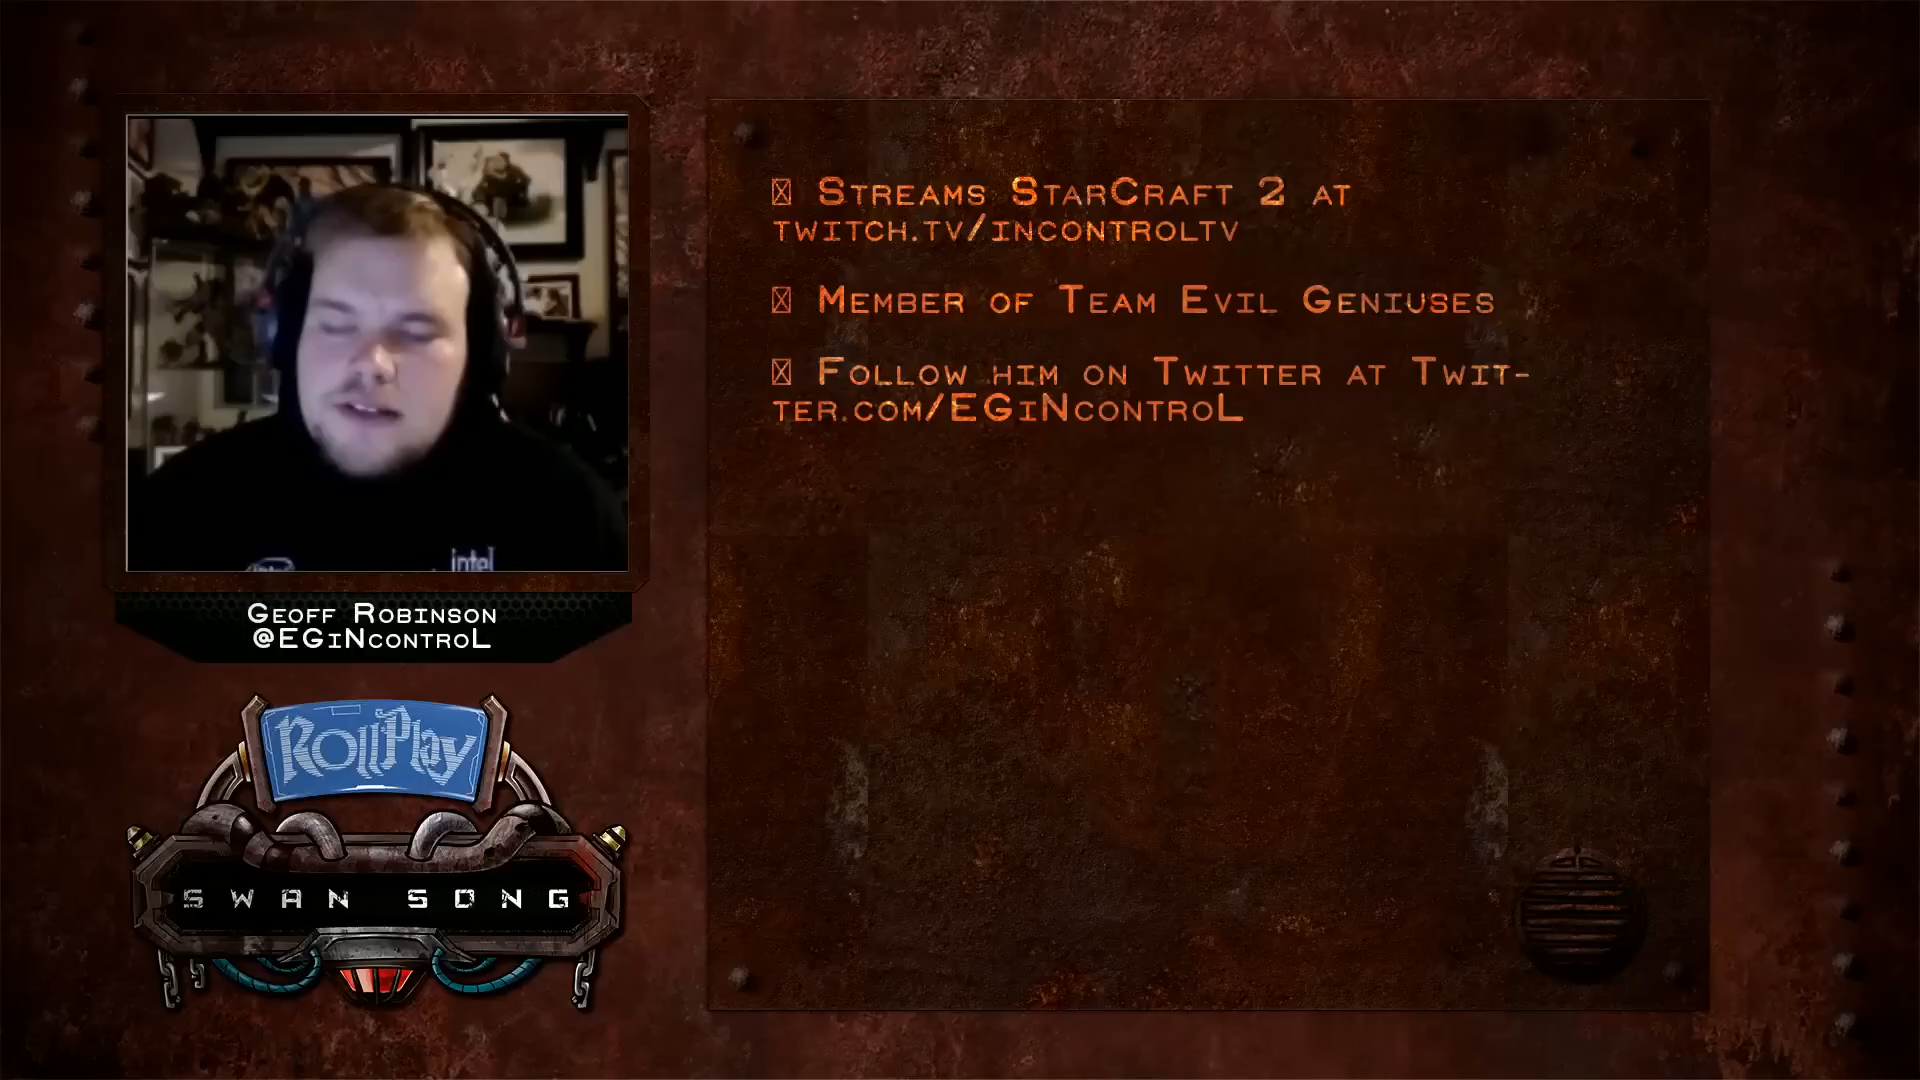 ☒ Streams StarCraft 2 at
twitch.tv/incontroltv
☒ Member of Team Evil Geniuses
☒ Follow him on Twitter at Twit-
ter.com/EGiNcontroL
intel
Geoff Robinson
@EGiNcontroL
RollPlay
SWAN SONG